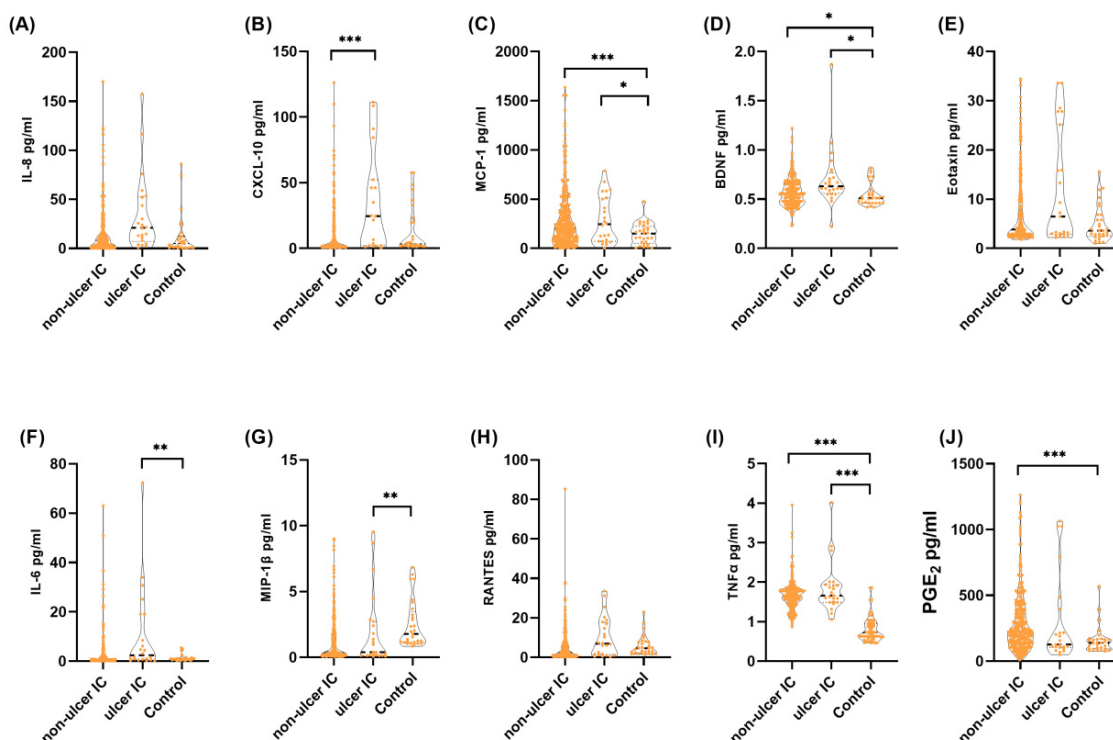 (A)
200
150
100
50
0
IL-8 pg/ml
non-ulcer IC
ulcer IC
Control
(B)
150
100
50
0
CXCL-10 pg/ml
***
non-ulcer IC
ulcer IC
Control
(C)
2000
1500
1000
500
0
MCP-1 pg/ml
***
*
non-ulcer IC
ulcer IC
Control
(D)
2.0
1.5
1.0
0.5
0.0
BDNF pg/ml
*
*
non-ulcer IC
ulcer IC
Control
(E)
40
30
20
10
0
Eotaxin pg/ml
non-ulcer IC
ulcer IC
Control
(F)
80
60
40
20
0
IL-6 pg/ml
**
non-ulcer IC
ulcer IC
Control
(G)
15
10
5
0
MIP-1β pg/ml
**
non-ulcer IC
ulcer IC
Control
(H)
100
80
60
40
20
0
RANTES pg/ml
non-ulcer IC
ulcer IC
Control
(I)
5
4
3
2
1
0
TNFα pg/ml
***
***
non-ulcer IC
ulcer IC
Control
(J)
1500
1000
500
0
PGE₂ pg/ml
***
non-ulcer IC
ulcer IC
Control